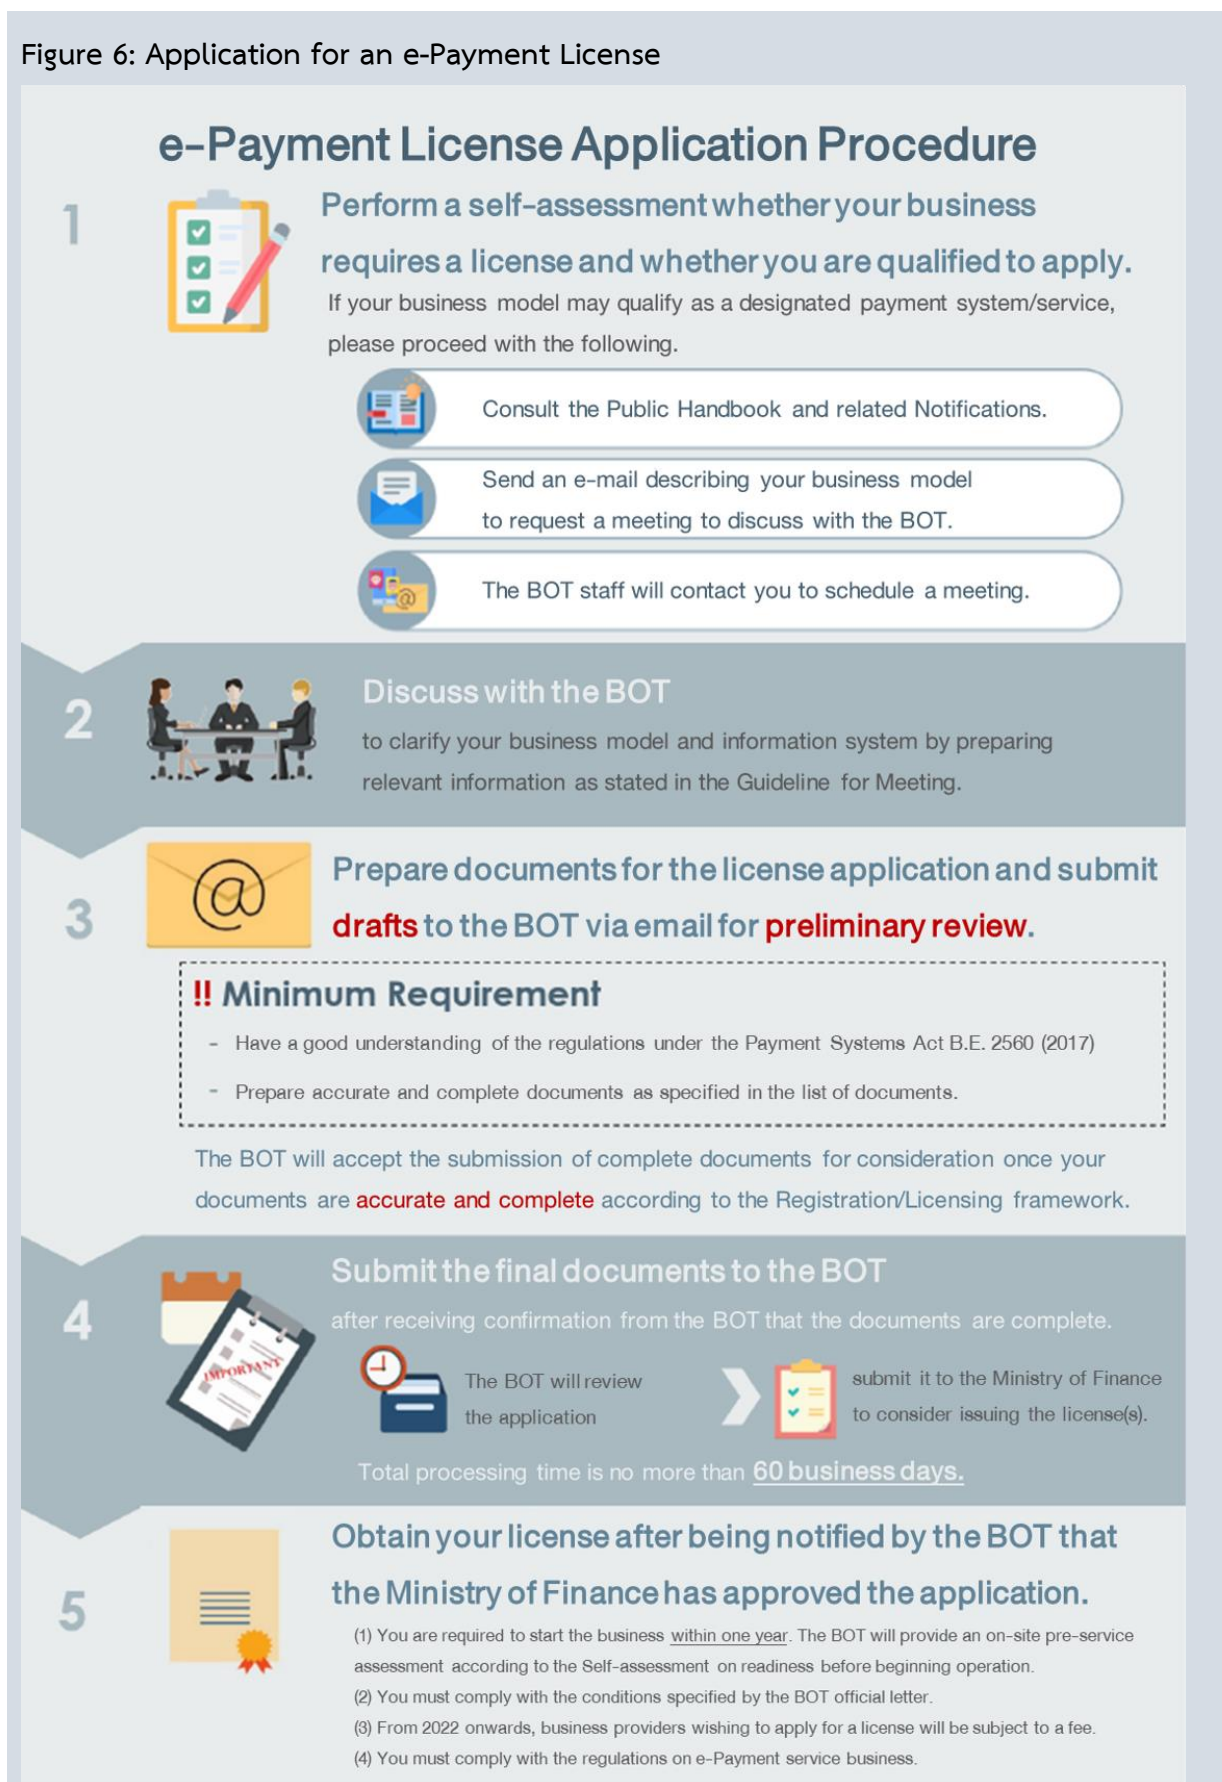 Figure 6: Application for an e-Payment License
e-Payment License Application Procedure
1
Perform a self-assessment whether your business
requires a license and whether you are qualified to apply.
If your business model may qualify as a designated payment system/service,
please proceed with the following.
Consult the Public Handbook and related Notifications.
Send an e-mail describing your business model
to request a meeting to discuss with the BOT.
The BOT staff will contact you to schedule a meeting.
2
Discuss with the BOT
to clarify your business model and information system by preparing
relevant information as stated in the Guideline for Meeting.
3
Prepare documents for the license application and submit
drafts to the BOT via email for preliminary review.
!! Minimum Requirement
- Have a good understanding of the regulations under the Payment Systems Act B.E. 2560 (2017)
- Prepare accurate and complete documents as specified in the list of documents.
The BOT will accept the submission of complete documents for consideration once your
documents are accurate and complete according to the Registration/Licensing framework.
4
Submit the final documents to the BOT
after receiving confirmation from the BOT that the documents are complete.
IMPORTANT
The BOT will review
the application
submit it to the Ministry of Finance
to consider issuing the license(s).
Total processing time is no more than 60 business days.
5
Obtain your license after being notified by the BOT that
the Ministry of Finance has approved the application.
(1) You are required to start the business within one year. The BOT will provide an on-site pre-service
assessment according to the Self-assessment on readiness before beginning operation.
(2) You must comply with the conditions specified by the BOT official letter.
(3) From 2022 onwards, business providers wishing to apply for a license will be subject to a fee.
(4) You must comply with the regulations on e-Payment service business.